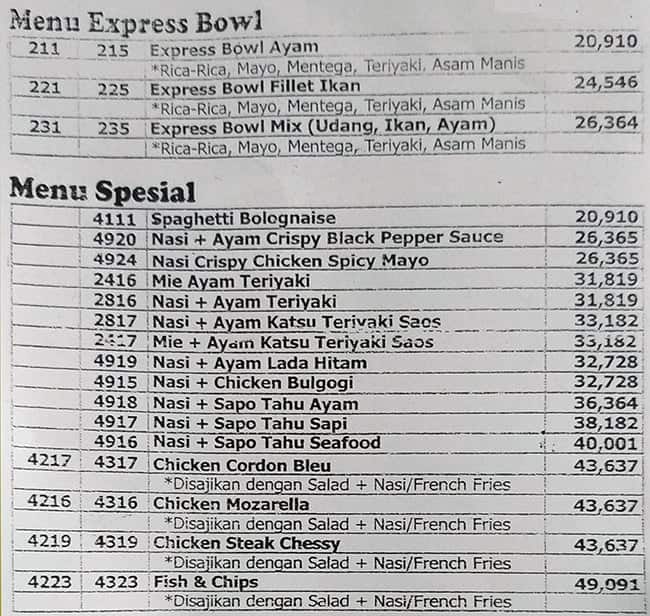 Menu Express Bowl
211 215 Express Bowl Ayam 20,910
*Rica-Rica, Mayo, Mentega, Teriyaki, Asam Manis
221 225 Express Bowl Fillet Ikan 24,546
*Rica-Rica, Mayo, Mentega, Teriyaki, Asam Manis
231 235 Express Bowl Mix (Udang, Ikan, Ayam) 26,364
*Rica-Rica, Mayo, Mentega, Teriyaki, Asam Manis
Menu Spesial
4111 Spaghetti Bolognaise 20,910
4920 Nasi + Ayam Crispy Black Pepper Sauce 26,365
4924 Nasi Crispy Chicken Spicy Mayo 26,365
2416 Mie Ayam Teriyaki 31,819
2816 Nasi + Ayam Teriyaki 31,819
2817 Nasi + Ayam Katsu Teriyaki Saos 33,182
2417 Mie + Ayam Katsu Teriyaki Saos 33,182
4919 Nasi + Ayam Lada Hitam 32,728
4915 Nasi + Chicken Bulgogi 32,728
4918 Nasi + Sapo Tahu Ayam 36,364
4917 Nasi + Sapo Tahu Sapi 38,182
4916 Nasi + Sapo Tahu Seafood 40,001
4217 4317 Chicken Cordon Bleu 43,637
*Disajikan dengan Salad + Nasi/French Fries
4216 4316 Chicken Mozarella 43,637
*Disajikan dengan Salad + Nasi/French Fries
4219 4319 Chicken Steak Chessy 43,637
*Disajikan dengan Salad + Nasi/French Fries
4223 4323 Fish & Chips 49,091
*Disajikan dengan Salad + Nasi/French Fries